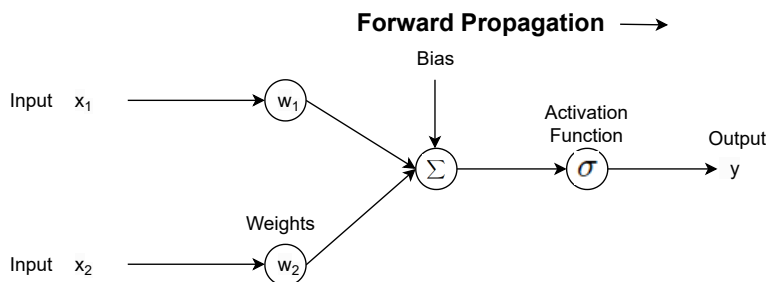 Forward Propagation
Bias
Input x₁
w₁
Activation
Function
Output
Σ
σ
y
Weights
Input x₂
w₂